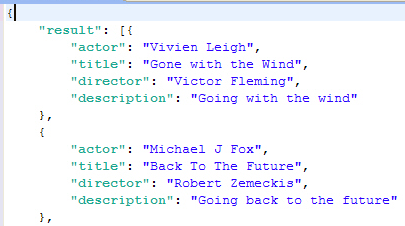 {
    "result": [{
        "actor": "Vivien Leigh",
        "title": "Gone with the Wind",
        "director": "Victor Fleming",
        "description": "Going with the wind"
    },
    {
        "actor": "Michael J Fox",
        "title": "Back To The Future",
        "director": "Robert Zemeckis",
        "description": "Going back to the future"
    },